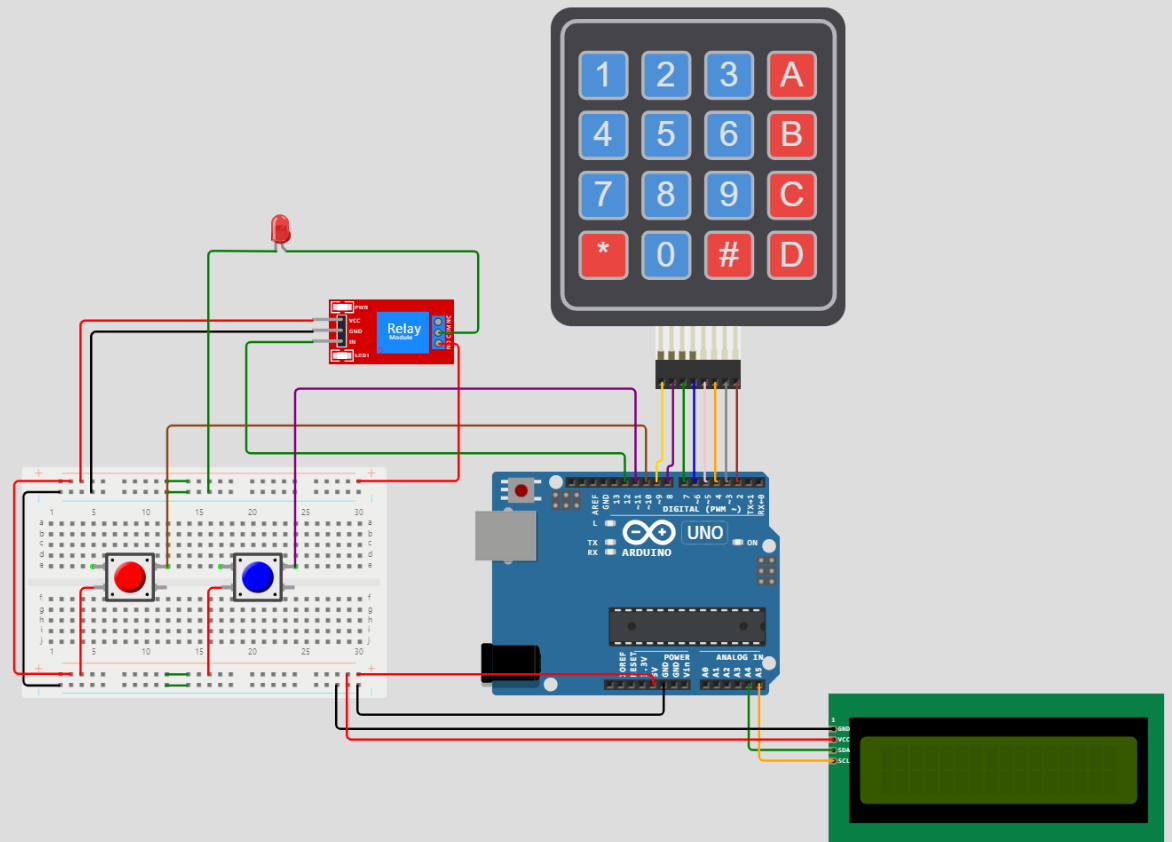 1 2 3 A
4 5 6 B
7 8 9 C
* 0 # D
PWR
VCC
GND
IN
LED1
Relay
Module
NO COM NC
+ +
- -
1 5 10 15 20 25 30
a a
b b
c c
d d
e e
f f
g g
h h
i i
j j
1 5 10 15 20 25 30
+ +
- -
AREF
GND
13
12
~11
~10
~9
8
7
~6
~5
4
~3
2
TX→1
RX←0
DIGITAL (PWM ~)
L
TX
RX
UNO
ARDUINO
ON
IOREF
RESET
3.3V
5V
GND
GND
Vin
POWER
ANALOG IN
A0
A1
A2
A3
A4
A5
1
GND
VCC
SDA
SCL